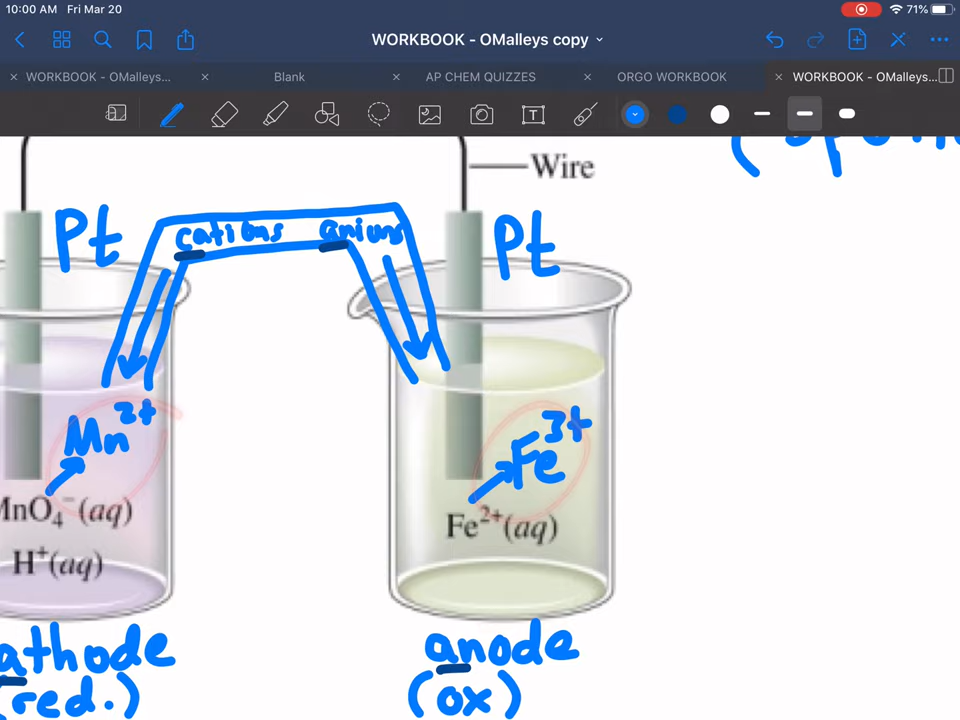 10:00 AM Fri Mar 20
71%
WORKBOOK - OMalleys copy
WORKBOOK - OMalleys...
Blank
AP CHEM QUIZZES
ORGO WORKBOOK
WORKBOOK - OMalleys...
T
Wire
Pt
cations anions
Pt
Mn2+
Fe3+
MnO4−(aq)
Fe2+(aq)
H+(aq)
athode
anode
(red.)
(ox)